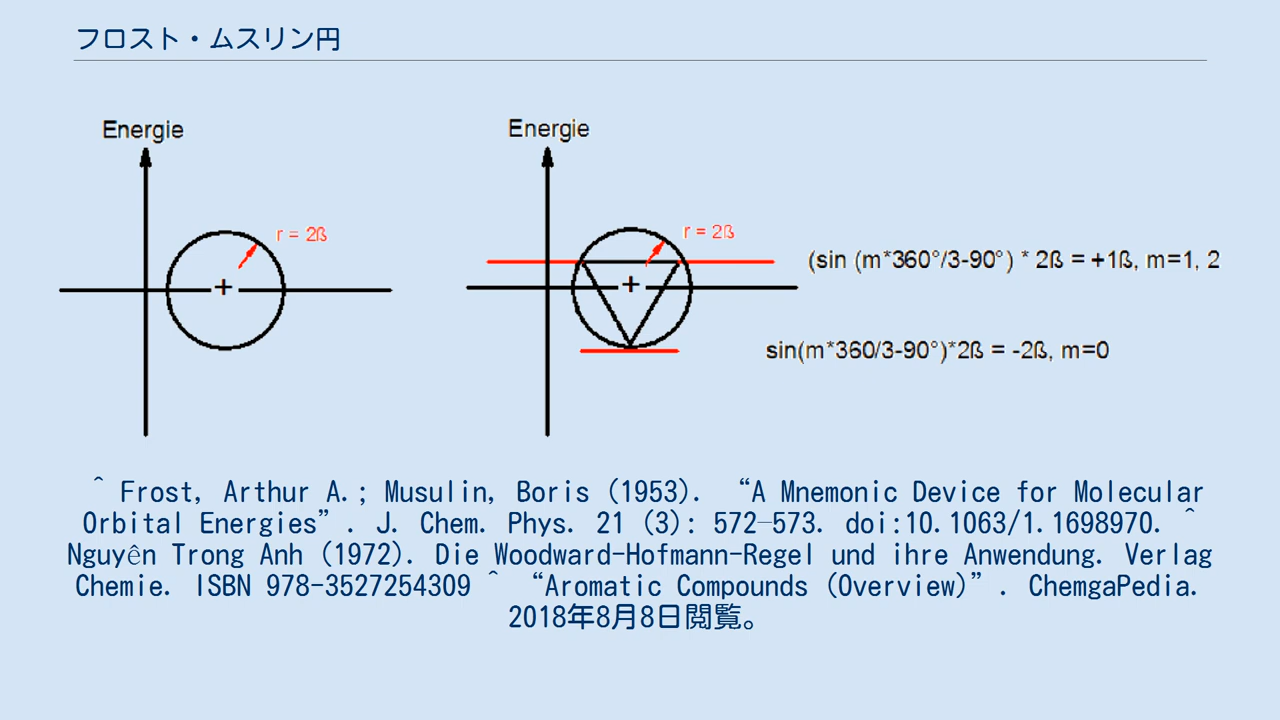 フロスト・ムスリン円
Energie
Energie
r = 2ß
r = 2ß
(sin (m*360°/3-90°) * 2ß = +1ß, m=1, 2
sin(m*360/3-90°)*2ß = -2ß, m=0
^ Frost, Arthur A.; Musulin, Boris (1953). “A Mnemonic Device for Molecular
Orbital Energies”. J. Chem. Phys. 21 (3): 572–573. doi:10.1063/1.1698970. ^
Nguyên Trong Anh (1972). Die Woodward-Hofmann-Regel und ihre Anwendung. Verlag
Chemie. ISBN 978-3527254309 ^ “Aromatic Compounds (Overview)”. ChemgaPedia.
2018年8月8日閲覧。